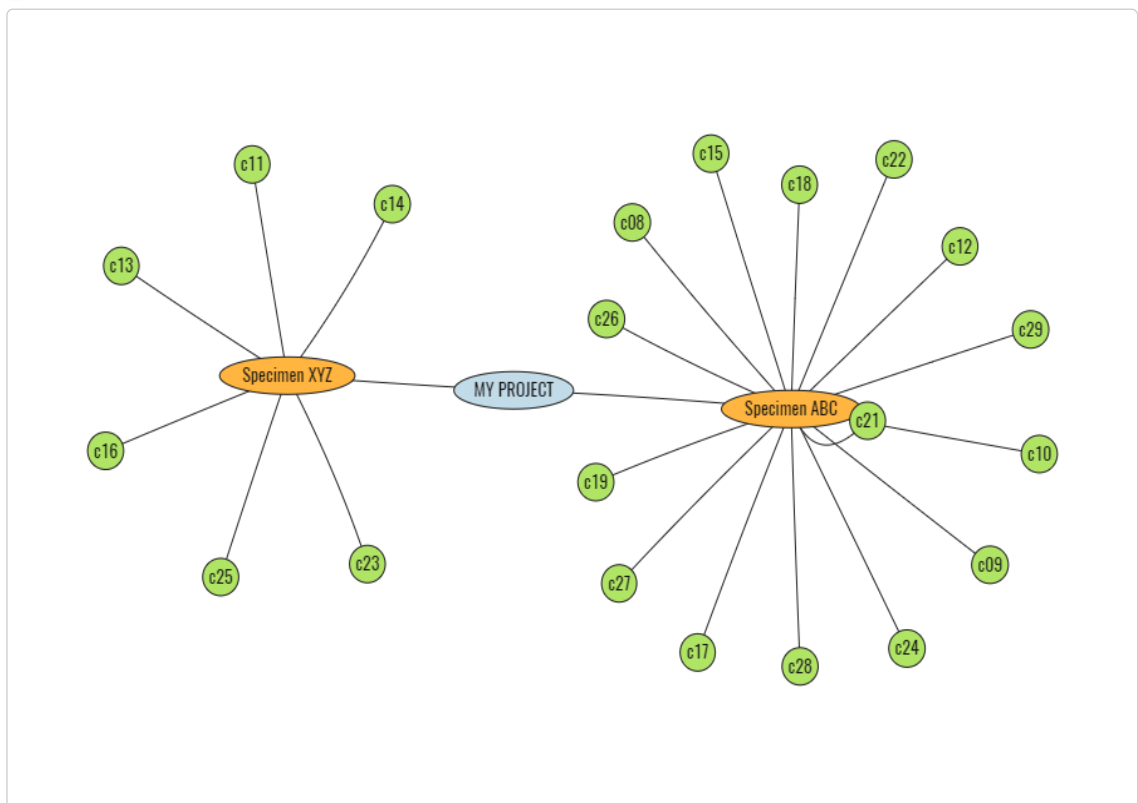 c15
c22
c11
c18
c14
c08
c12
c13
c26
c29
Specimen XYZ
MY PROJECT
Specimen ABC
c21
c16
c10
c19
c23
c09
c25
c27
c24
c17
c28